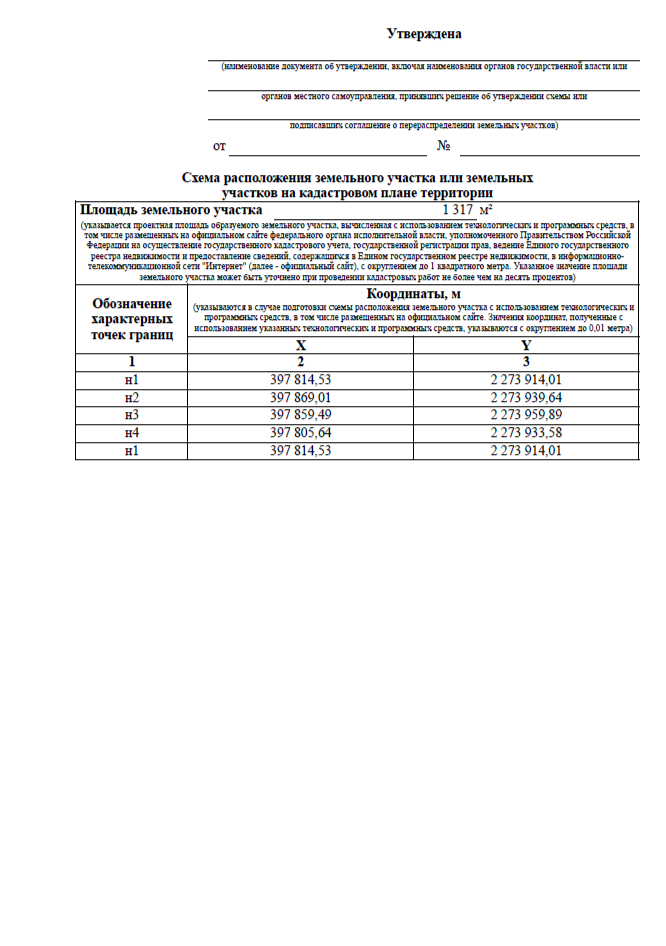 Утверждена
(наименование документа об утверждении, включая наименования органов государственной власти или
органов местного самоуправления, принявших решение об утверждении схемы или
подписавших соглашение о перераспределении земельных участков)
от № 
Схема расположения земельного участка или земельных
участков на кадастровом плане территории
Площадь земельного участка 1 317 м²
(указывается проектная площадь образуемого земельного участка, вычисленная с использованием технологических и программных средств, в
том числе размещенных на официальном сайте федерального органа исполнительной власти, уполномоченного Правительством Российской
Федерации на осуществление государственного кадастрового учета, государственной регистрации прав, ведение Единого государственного
реестра недвижимости и предоставление сведений, содержащихся в Едином государственном реестре недвижимости, в информационно-
телекоммуникационной сети "Интернет" (далее - официальный сайт), с округлением до 1 квадратного метра. Указанное значение площади
земельного участка может быть уточнено при проведении кадастровых работ не более чем на десять процентов)
Обозначение
характерных
точек границ
Координаты, м
(указываются в случае подготовки схемы расположения земельного участка с использованием технологических и
программных средств, в том числе размещенных на официальном сайте. Значения координат, полученные с
использованием указанных технологических и программных средств, указываются с округлением до 0,01 метра)
X Y
1 2 3
н1 397 814,53 2 273 914,01
н2 397 869,01 2 273 939,64
н3 397 859,49 2 273 959,89
н4 397 805,64 2 273 933,58
н1 397 814,53 2 273 914,01